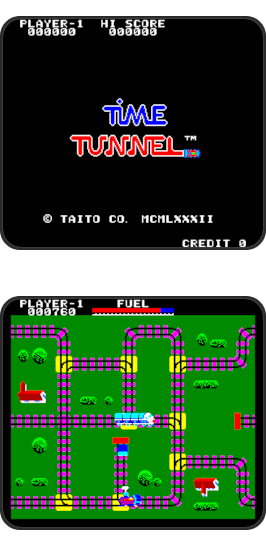 PLAYER-1 HI SCORE
000000 000000
TIME
TUNNEL™
© TAITO CO. MCMLXXXII
CREDIT 0
PLAYER-1 FUEL
000760